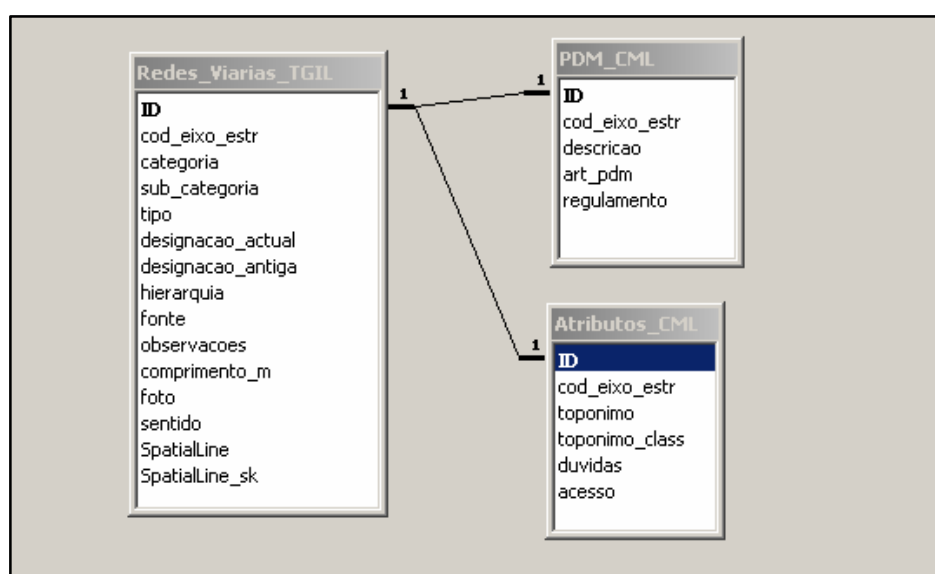 Redes_Viarias_TGIL
ID
cod_eixo_estr
categoria
sub_categoria
tipo
designacao_actual
designacao_antiga
hierarquia
fonte
observacoes
comprimento_m
foto
sentido
SpatialLine
SpatialLine_sk
1
1
PDM_CML
ID
cod_eixo_estr
descricao
art_pdm
regulamento
1
Atributos_CML
ID
cod_eixo_estr
toponimo
toponimo_class
duvidas
acesso